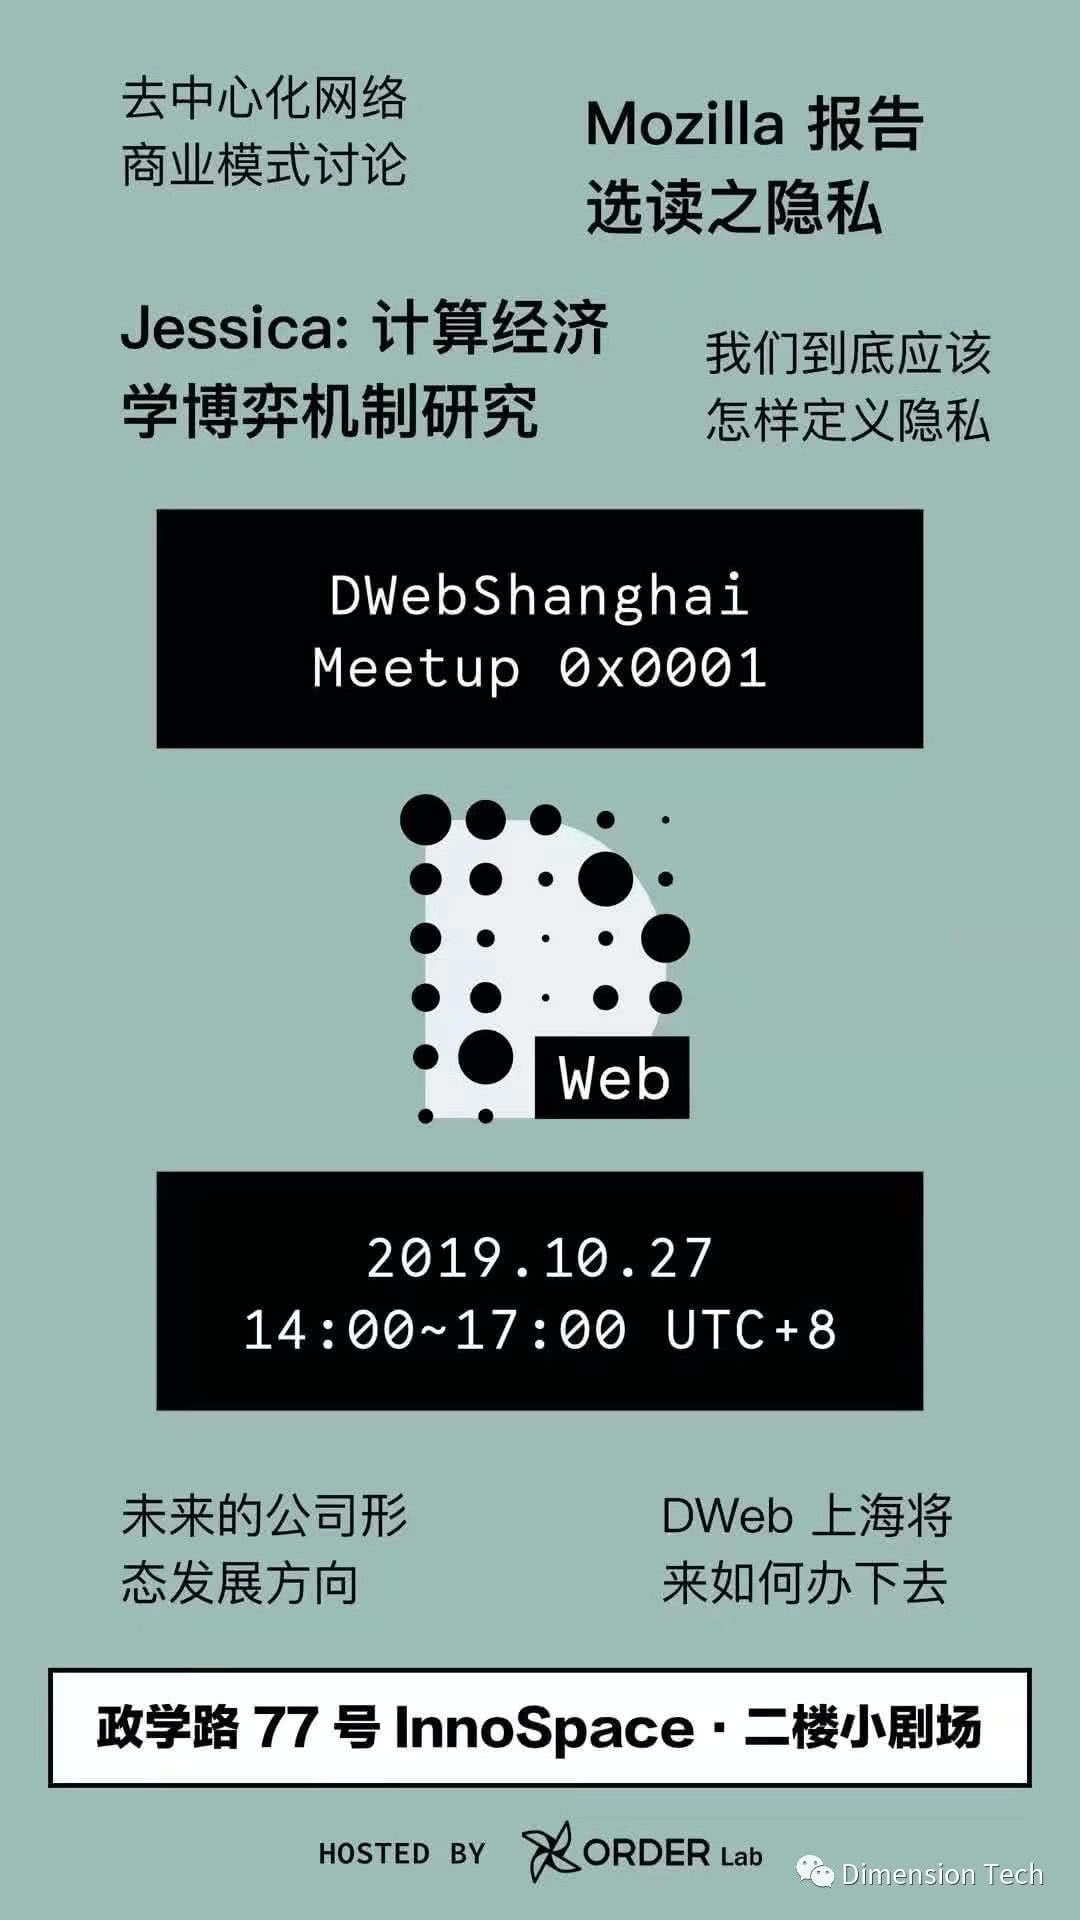 去中心化网络
商业模式讨论
Mozilla 报告
选读之隐私
Jessica: 计算经济
学博弈机制研究
我们到底应该
怎样定义隐私
DWebShanghai
Meetup 0x0001
Web
2019.10.27
14:00~17:00 UTC+8
未来的公司形
态发展方向
DWeb 上海将
来如何办下去
政学路 77 号 InnoSpace · 二楼小剧场
HOSTED BY ORDER Lab
Dimension Tech